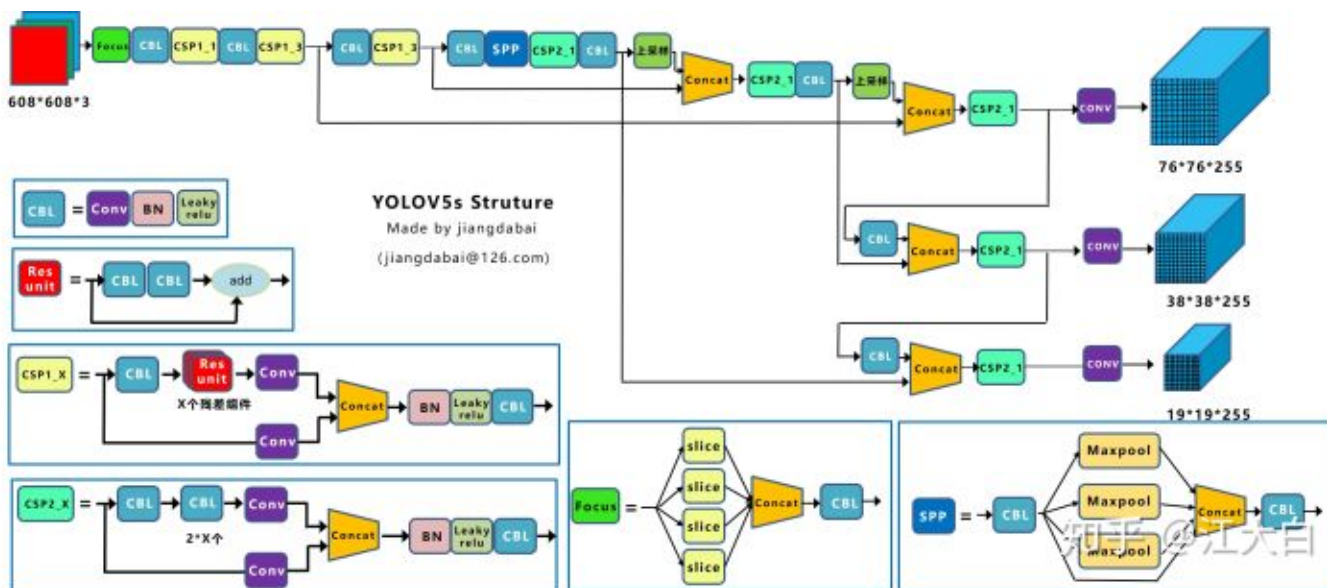 Focus CBL CSP1_1 CBL CSP1_3 CBL CSP1_3 CBL SPP CSP2_1 CBL 上采样
Concat CSP2_1 CBL 上采样
Concat CSP2_1 CONV
608*608*3
76*76*255
CBL = Conv BN Leaky relu
YOLOV5s Struture
Made by jiangdabai
(jiangdabai@126.com)
CBL Concat CSP2_1 CONV
38*38*255
Res unit = CBL CBL add
CBL Concat CSP2_1 CONV
19*19*255
CSP1_X = CBL Res unit Conv
X个残差组件
Concat BN Leaky relu CBL
Conv
CSP2_X = CBL CBL Conv
2*X个
Concat BN Leaky relu CBL
Conv
Focus = slice
slice
slice
slice
Concat CBL
SPP = CBL Maxpool
Maxpool
Maxpool
Concat CBL
知乎 @江大白